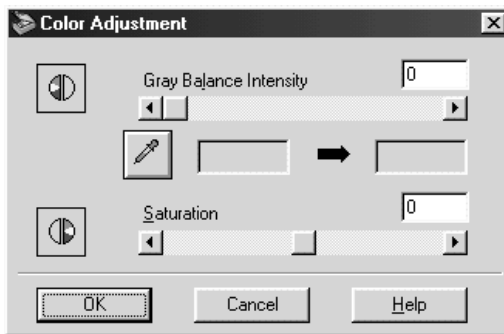 Color Adjustment
Gray Balance Intensity
0
Saturation
0
OK
Cancel
Help